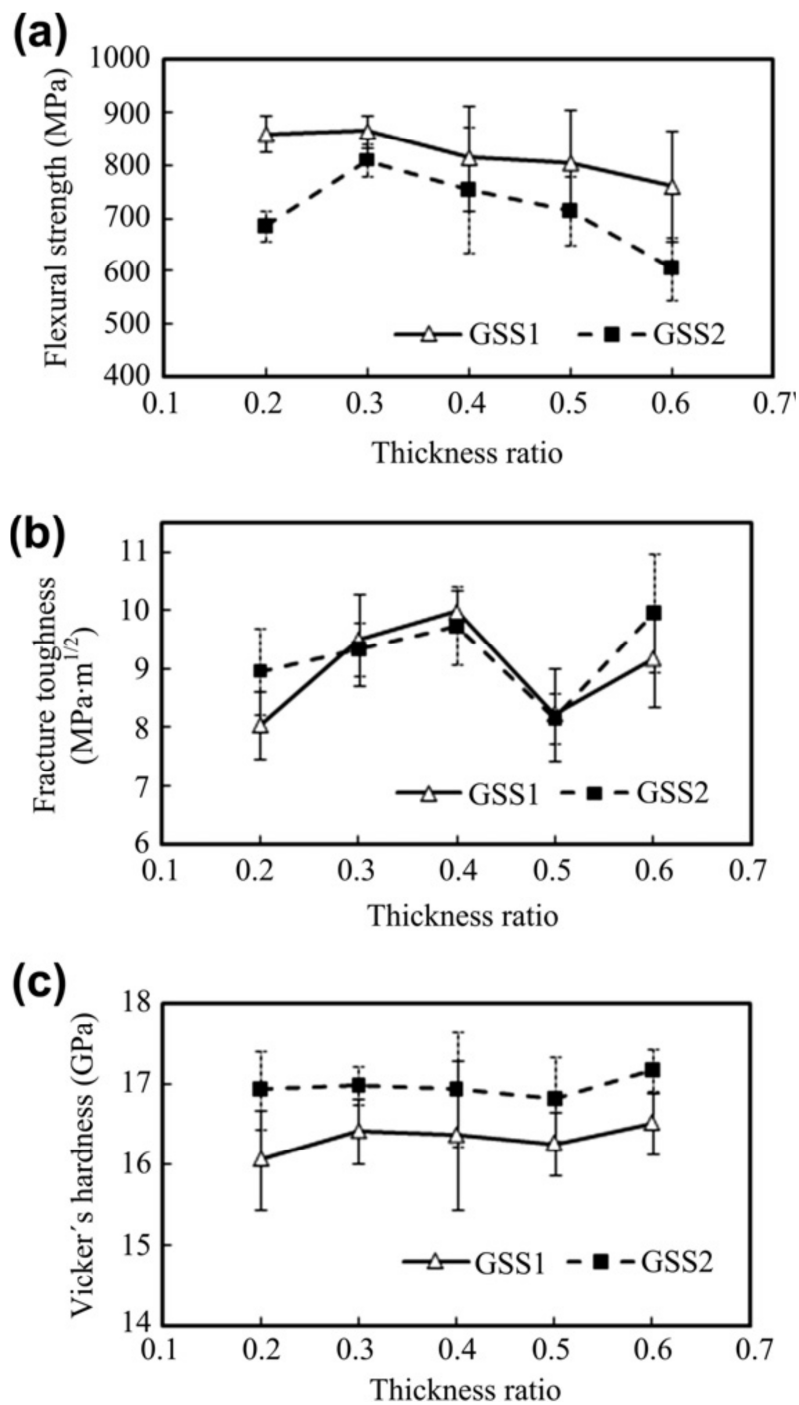 (a)
Flexural strength (MPa)
1000
900
800
700
600
500
400
GSS1
GSS2
0.1 0.2 0.3 0.4 0.5 0.6 0.7'
Thickness ratio
(b)
Fracture toughness
(MPa·m1/2)
11
10
9
8
7
6
GSS1
GSS2
0.1 0.2 0.3 0.4 0.5 0.6 0.7
Thickness ratio
(c)
Vicker´s hardness (GPa)
18
17
16
15
14
GSS1
GSS2
0.1 0.2 0.3 0.4 0.5 0.6 0.7
Thickness ratio